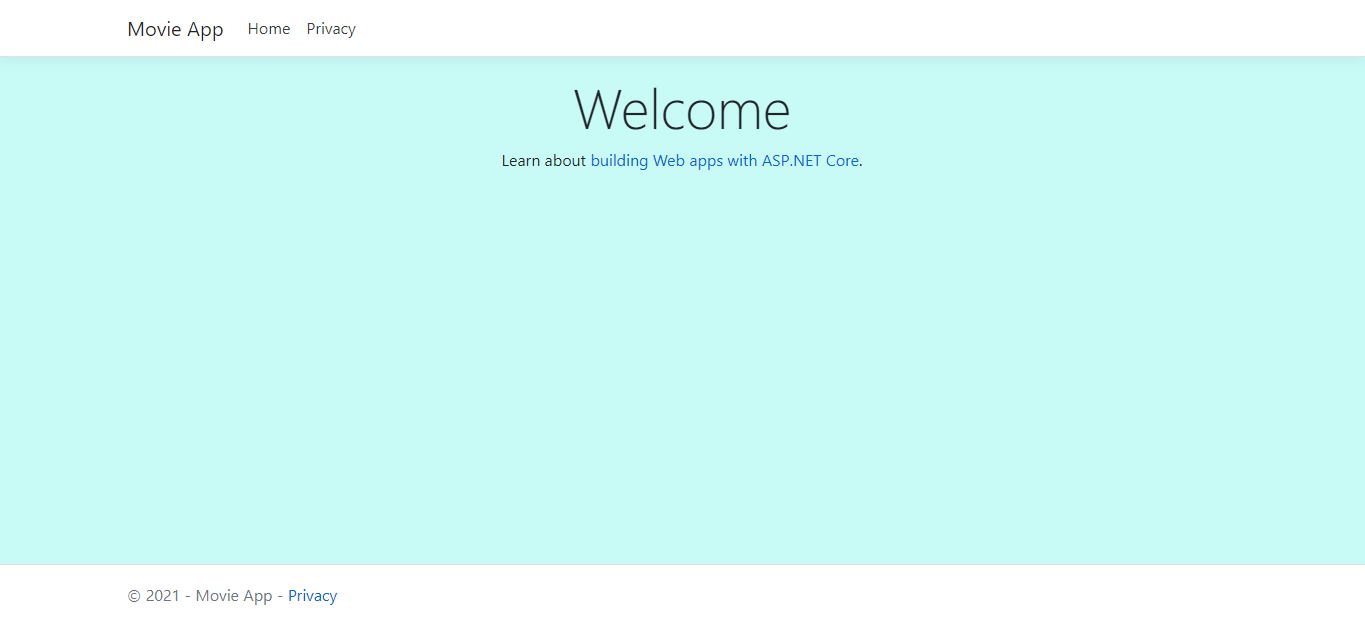 Movie App Home Privacy
Welcome
Learn about building Web apps with ASP.NET Core.
© 2021 - Movie App - Privacy